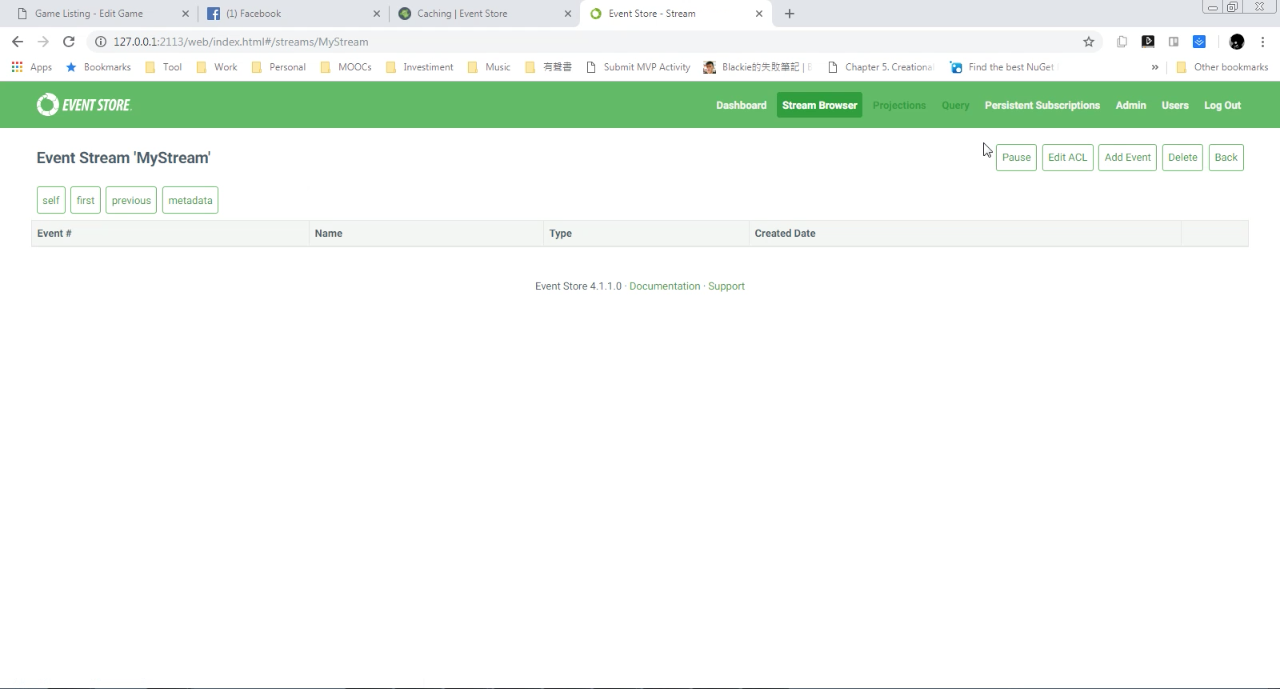 Game Listing - Edit Game
(1) Facebook
Caching | Event Store
Event Store - Stream
127.0.0.1:2113/web/index.html#/streams/MyStream
Apps Bookmarks Tool Work Personal MOOCs Investiment Music 有聲書 Submit MVP Activity Blackie的失敗筆記 | Chapter 5. Creationa Find the best NuGet » Other bookmarks
EVENT STORE
Dashboard Stream Browser Projections Query Persistent Subscriptions Admin Users Log Out
Event Stream 'MyStream'
Pause Edit ACL Add Event Delete Back
self first previous metadata
Event # Name Type Created Date
Event Store 4.1.1.0 · Documentation · Support